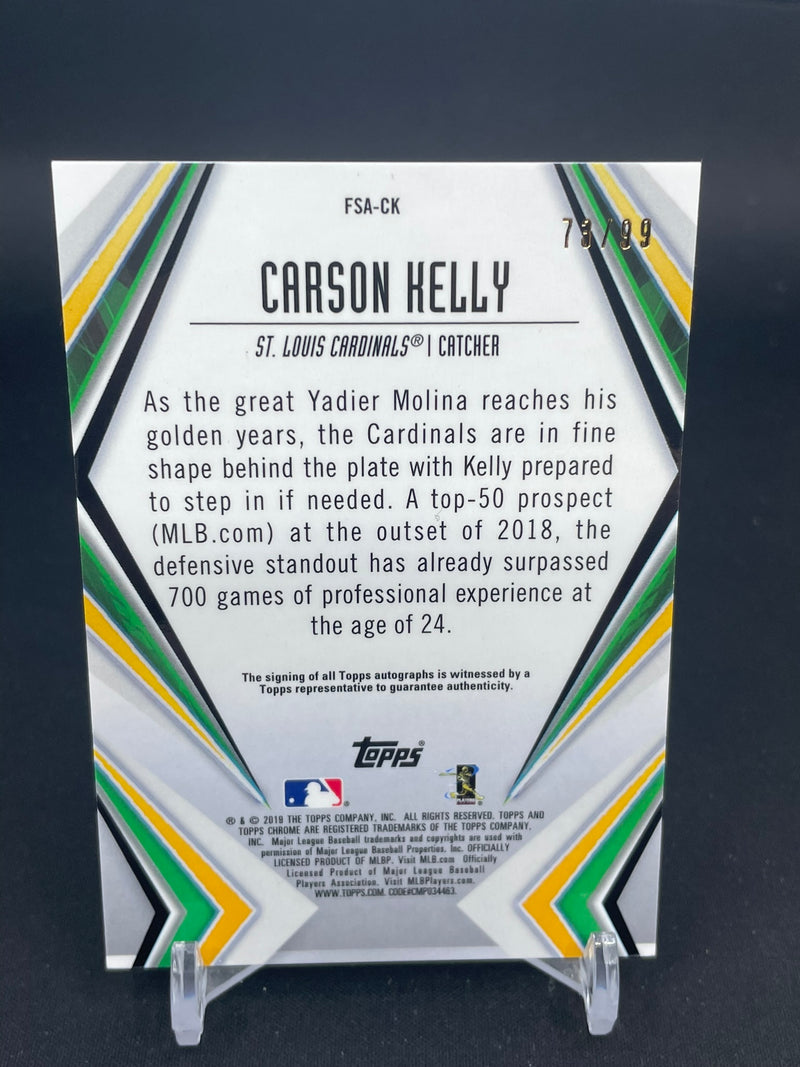 FSA-CK
73/99
CARSON KELLY
ST. LOUIS CARDINALS® | CATCHER
As the great Yadier Molina reaches his
golden years, the Cardinals are in fine
shape behind the plate with Kelly prepared
to step in if needed. A top-50 prospect
(MLB.com) at the outset of 2018, the
defensive standout has already surpassed
700 games of professional experience at
the age of 24.
The signing of all Topps autographs is witnessed by a
Topps representative to guarantee authenticity.
topps®
® & © 2019 THE TOPPS COMPANY, INC. ALL RIGHTS RESERVED. TOPPS AND
TOPPS CHROME ARE REGISTERED TRADEMARKS OF THE TOPPS COMPANY,
INC. Major League Baseball trademarks and copyrights are used with
permission of Major League Baseball Properties, Inc. OFFICIALLY
LICENSED PRODUCT OF MLBP. Visit MLB.com Officially
Licensed Product of Major League Baseball
Players Association. Visit MLBPlayers.com.
WWW.TOPPS.COM. CODE#CMPU34463.